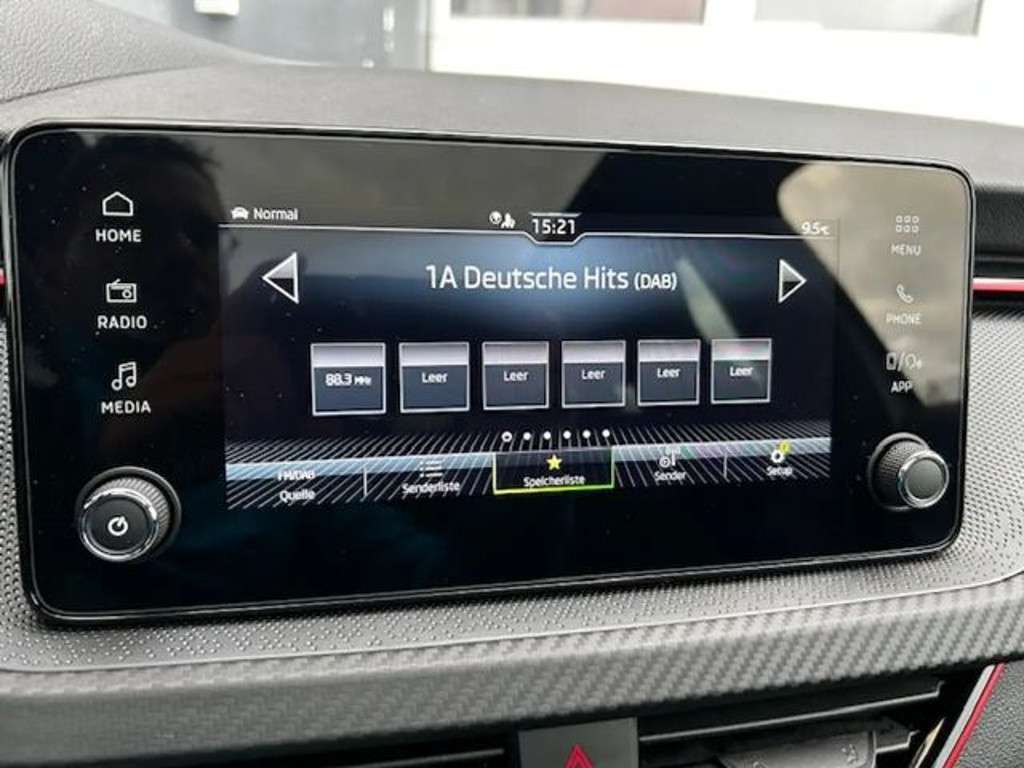 HOME
RADIO
MEDIA
Normal
15:21
9.5°C
1A Deutsche Hits (DAB)
88.3 MHz
Leer
Leer
Leer
Leer
Leer
FM/DAB
Quelle
Senderliste
Speicherliste
Sender
Setup
MENU
PHONE
APP